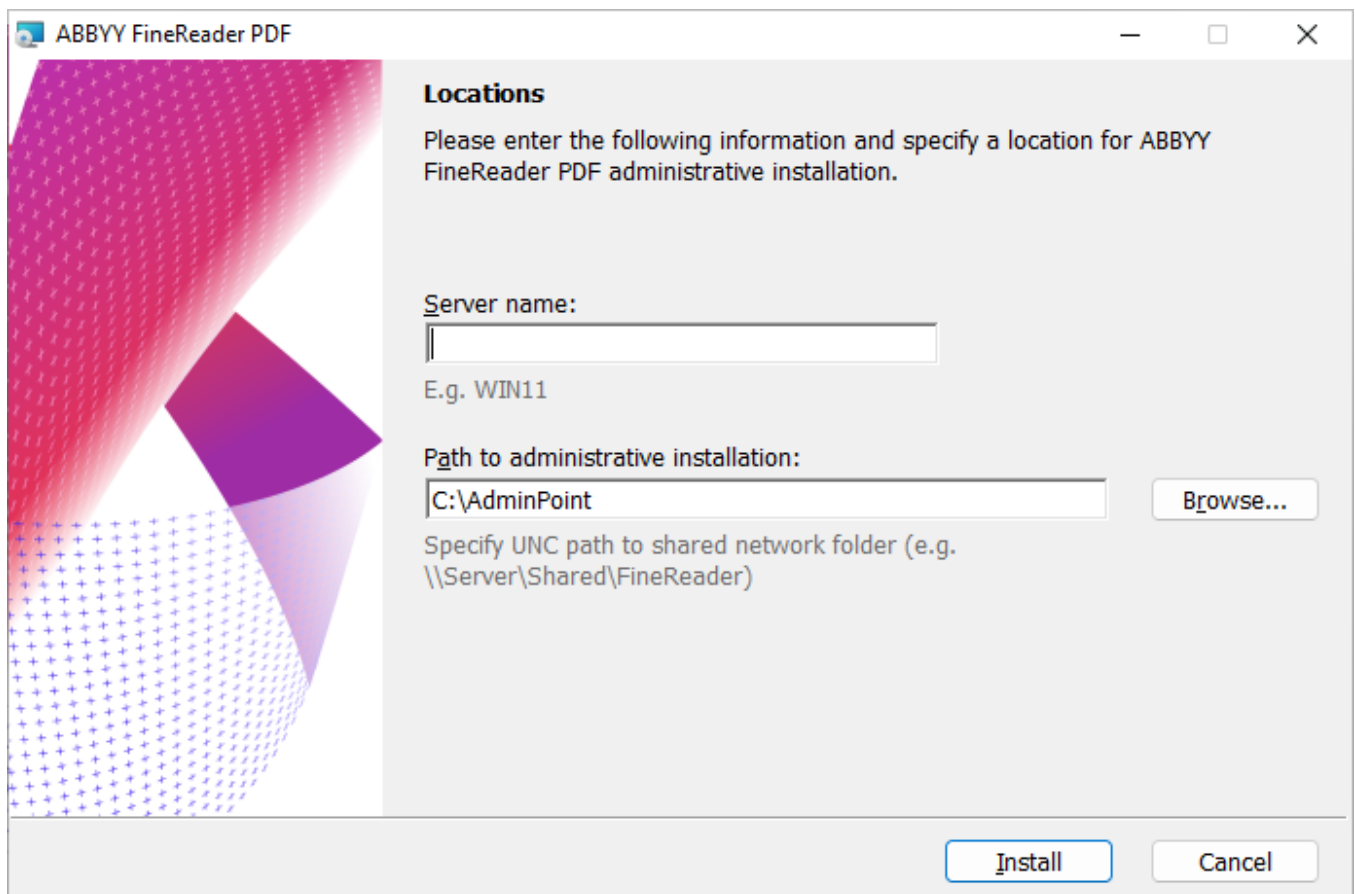 ABBYY FineReader PDF
Locations
Please enter the following information and specify a location for ABBYY
FineReader PDF administrative installation.
Server name:
E.g. WIN11
Path to administrative installation:
C:\AdminPoint
Browse...
Specify UNC path to shared network folder (e.g.
\\Server\Shared\FineReader)
Install
Cancel